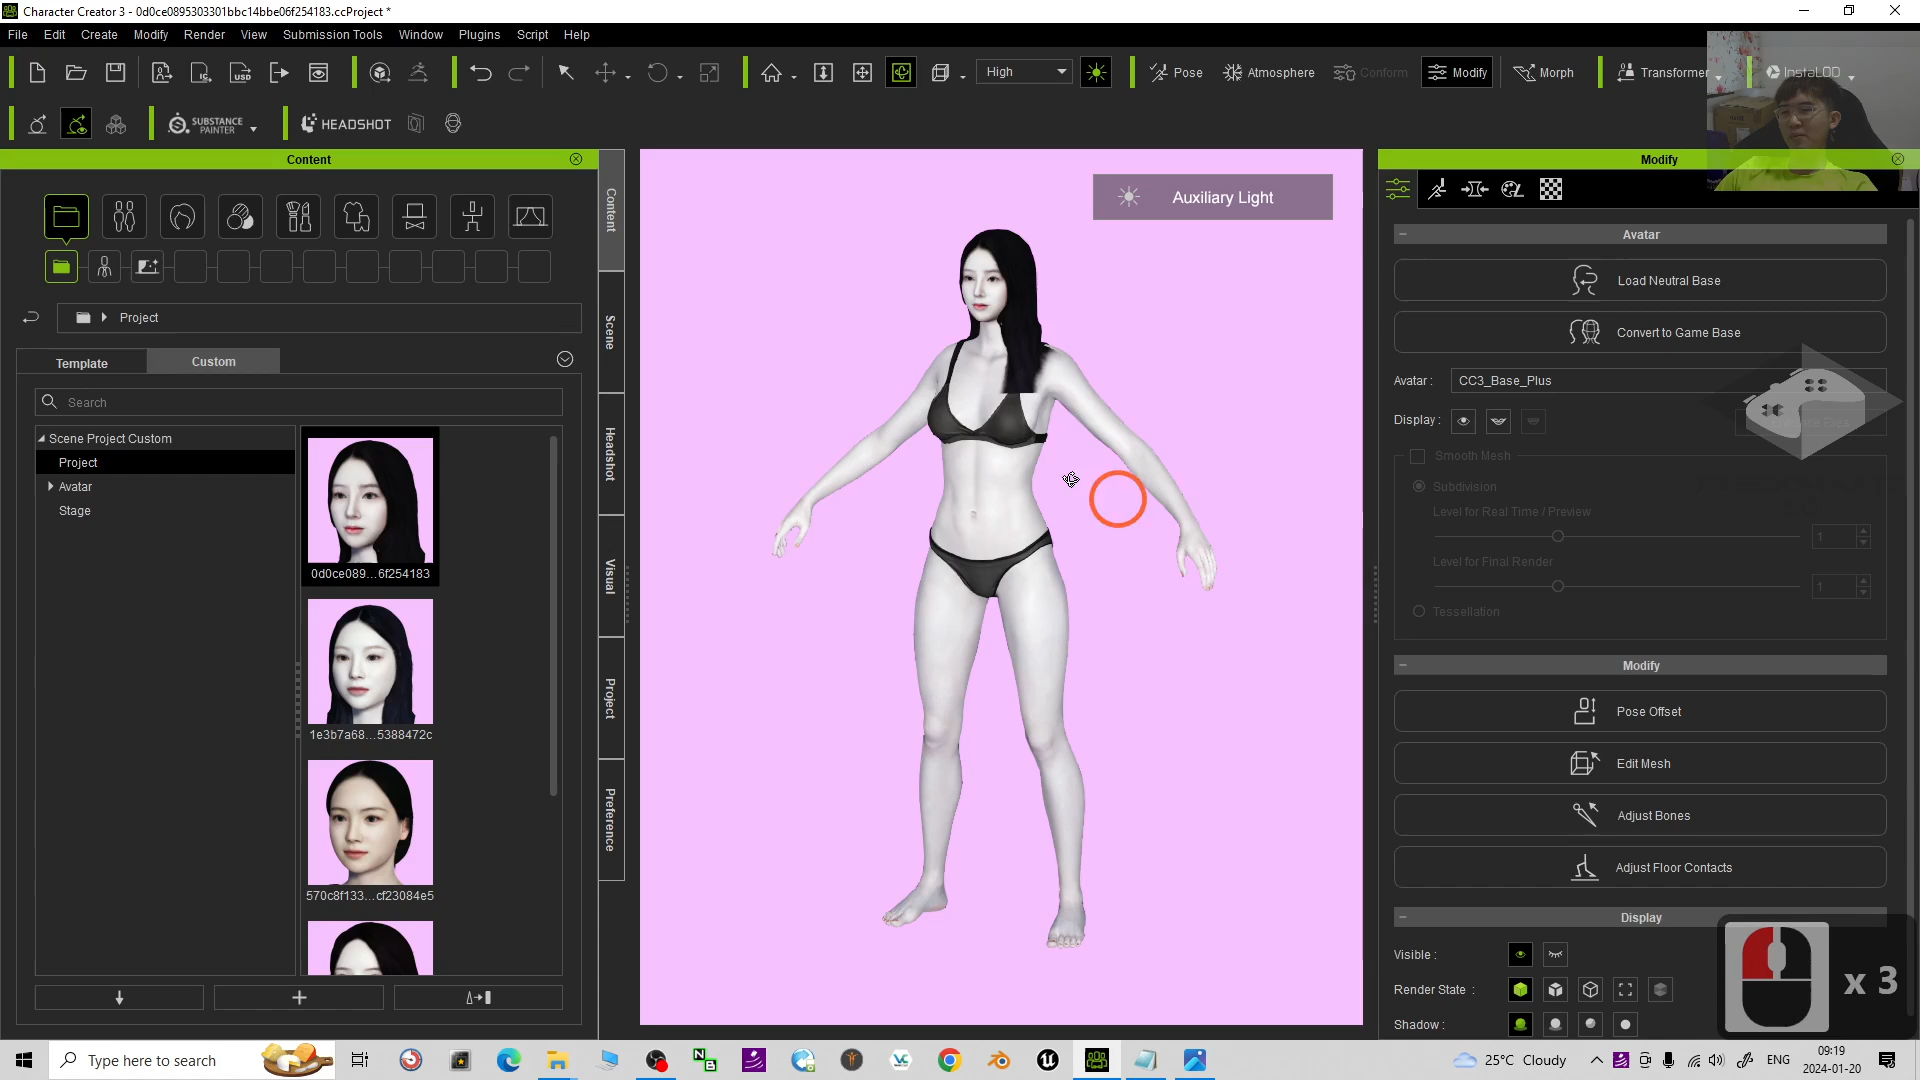 Character Creator 3 - 0d0ce0895303301bbc14bbe06f254183.ccProject *
File Edit Create Modify Render View Submission Tools Window Plugins Script Help
High Pose Atmosphere Conform Modify Morph Transformer InstaLOD
SUBSTANCE PAINTER HEADSHOT
Content
Project
Template Custom
Search
Scene Project Custom
Project
Avatar
Stage
0d0ce089...6f254183
1e3b7a68...5388472c
570c8f133...cf23084e5
Content
Scene
Headshot
Visual
Project
Preference
Auxiliary Light
Modify
Avatar
Load Neutral Base
Convert to Game Base
Avatar : CC3_Base_Plus
Display :
Smooth Mesh
Subdivision
Level for Real Time / Preview
1
Level for Final Render
1
Tessellation
Modify
Pose Offset
Edit Mesh
Adjust Bones
Adjust Floor Contacts
Display
Visible :
Render State :
Shadow :
x 3
Type here to search
25°C Cloudy
ENG
09:19
2024-01-20